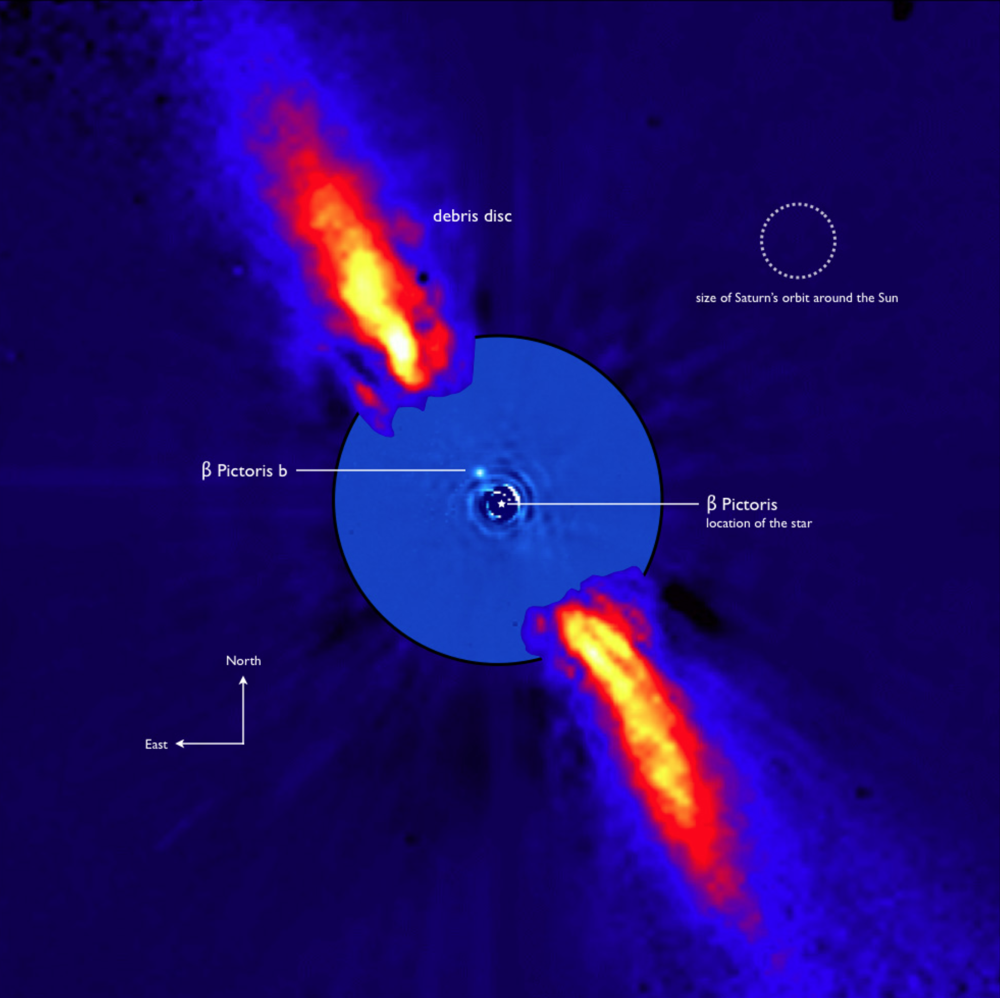 debris disc
size of Saturn's orbit around the Sun
β Pictoris b
β Pictoris
location of the star
North
East